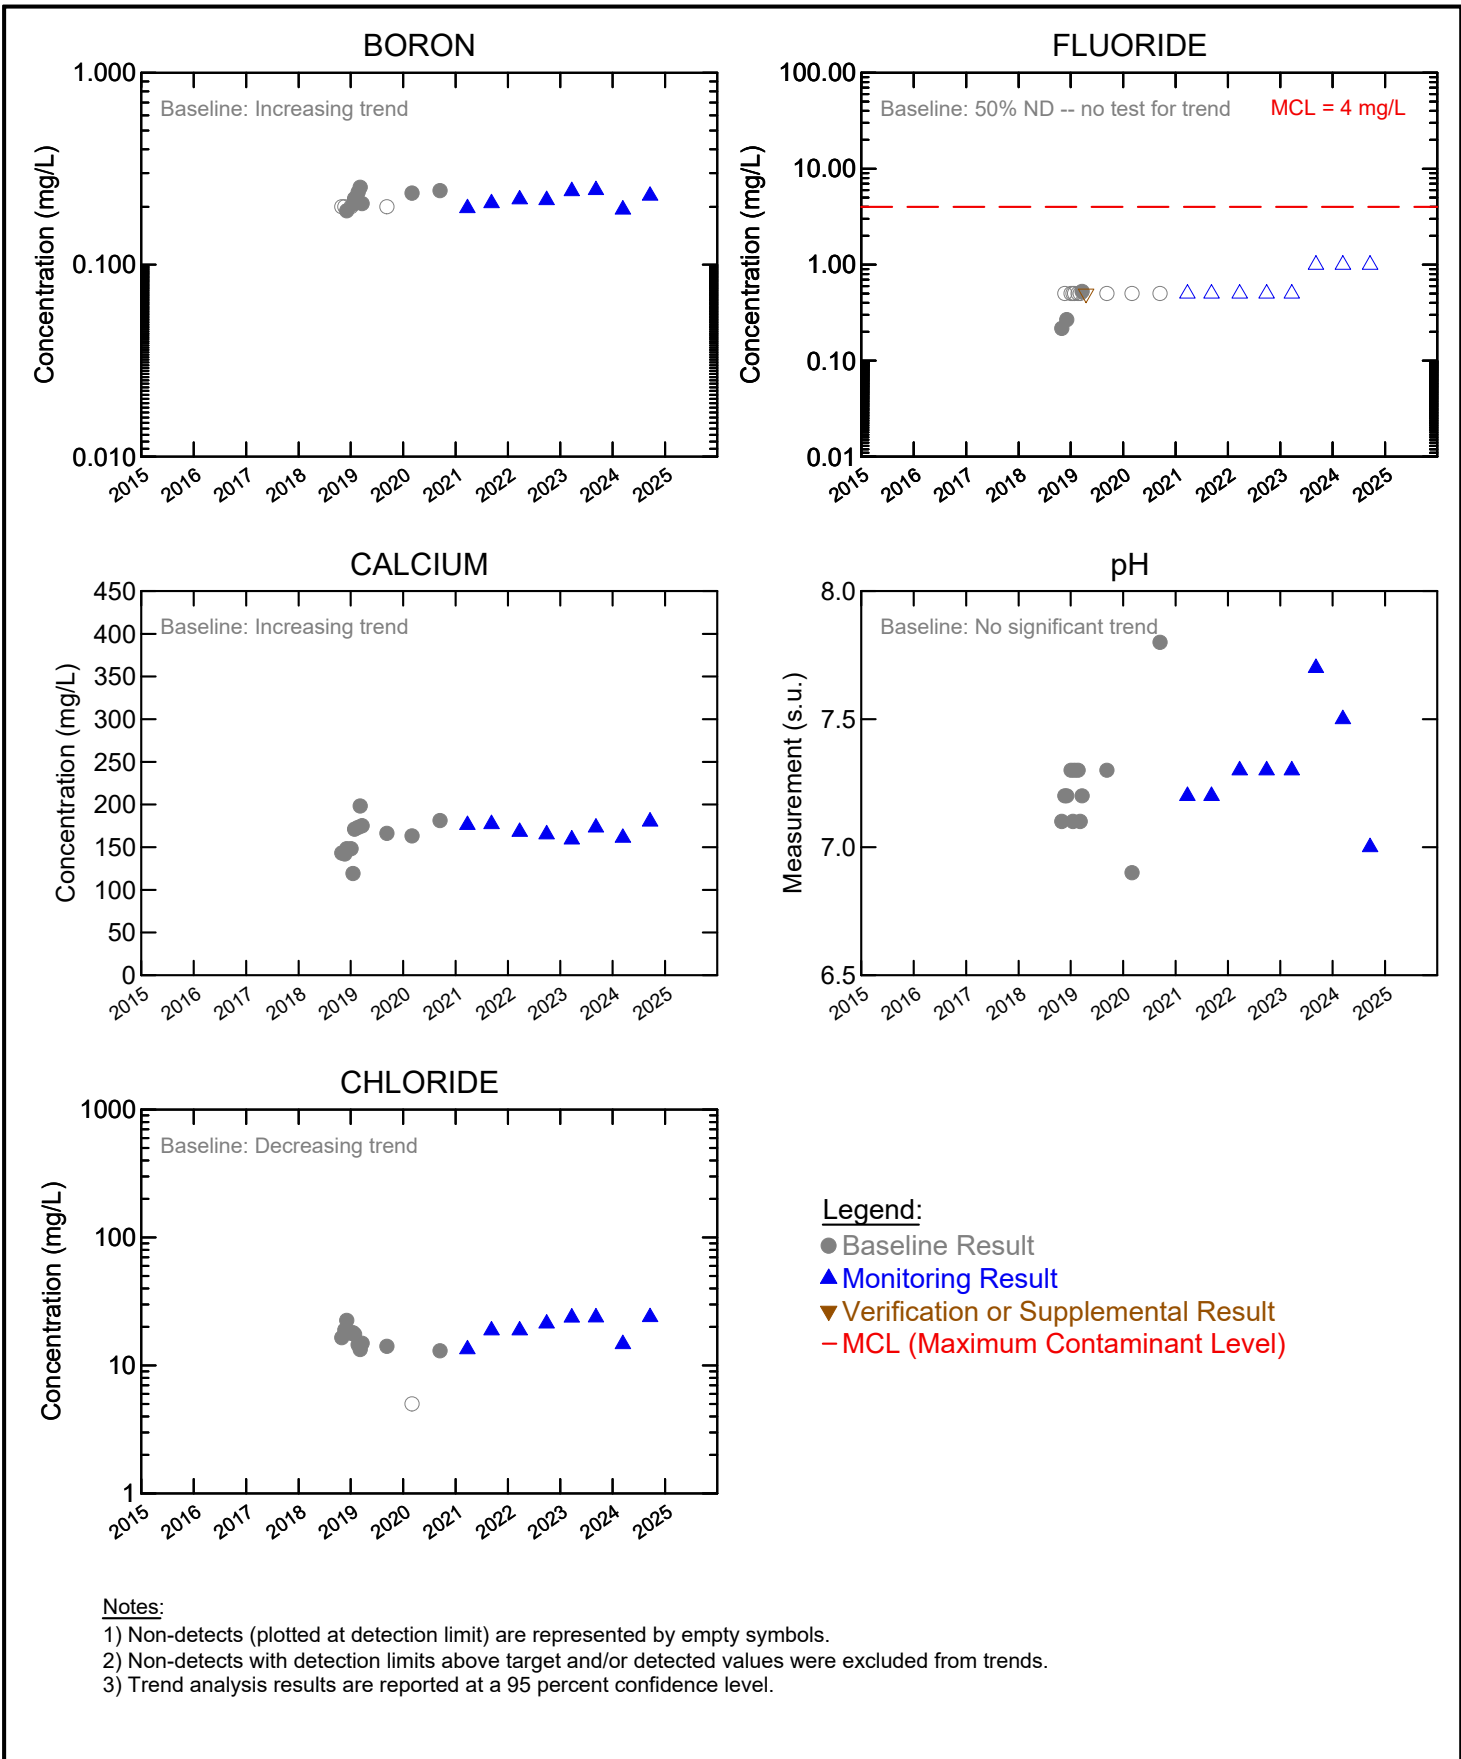 BORON
Baseline: Increasing trend
Concentration (mg/L)
1.000
0.100
0.010
2015 2016 2017 2018 2019 2020 2021 2022 2023 2024 2025
FLUORIDE
Baseline: 50% ND -- no test for trend
MCL = 4 mg/L
Concentration (mg/L)
100.00
10.00
1.00
0.10
0.01
2015 2016 2017 2018 2019 2020 2021 2022 2023 2024 2025
CALCIUM
Baseline: Increasing trend
Concentration (mg/L)
450
400
350
300
250
200
150
100
50
0
2015 2016 2017 2018 2019 2020 2021 2022 2023 2024 2025
pH
Baseline: No significant trend
Measurement (s.u.)
8.0
7.5
7.0
6.5
2015 2016 2017 2018 2019 2020 2021 2022 2023 2024 2025
CHLORIDE
Baseline: Decreasing trend
Concentration (mg/L)
1000
100
10
1
2015 2016 2017 2018 2019 2020 2021 2022 2023 2024 2025
Legend:
Baseline Result
Monitoring Result
Verification or Supplemental Result
MCL (Maximum Contaminant Level)
Notes:
1) Non-detects (plotted at detection limit) are represented by empty symbols.
2) Non-detects with detection limits above target and/or detected values were excluded from trends.
3) Trend analysis results are reported at a 95 percent confidence level.